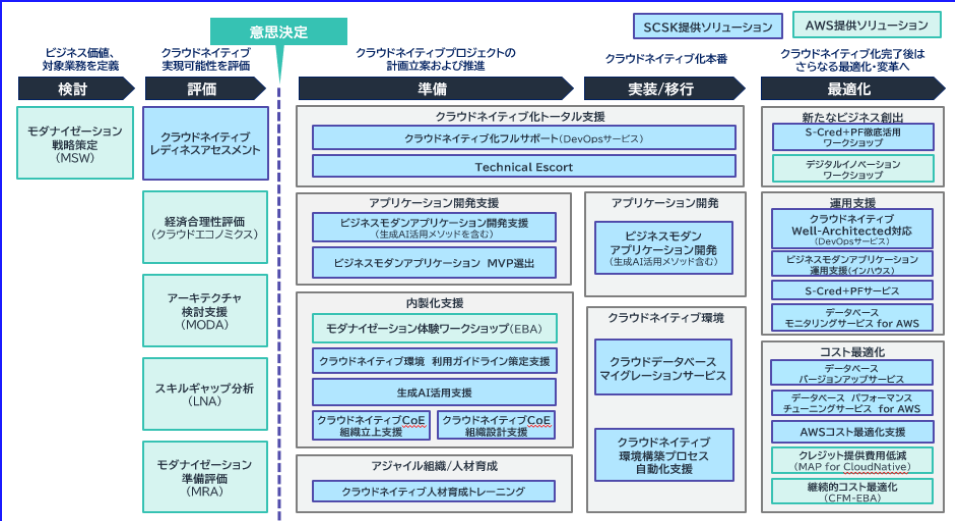 意思決定
SCSK提供ソリューション
AWS提供ソリューション
ビジネス価値、
対象業務を定義
クラウドネイティブ
実現可能性を評価
クラウドネイティブプロジェクトの
計画立案および推進
クラウドネイティブ化本番
クラウドネイティブ化完了後は
さらなる最適化・変革へ
検討
評価
準備
実装/移行
最適化
モダナイゼーション
戦略策定
(MSW)
クラウドネイティブ
レディネスアセスメント
経済合理性評価
(クラウドエコノミクス)
アーキテクチャ
検討支援
(MODA)
スキルギャップ分析
(LNA)
モダナイゼーション
準備評価
(MRA)
クラウドネイティブ化トータル支援
クラウドネイティブ化フルサポート(DevOpsサービス)
Technical Escort
アプリケーション開発支援
ビジネスモダンアプリケーション開発支援
(生成AI活用メソッドを含む)
ビジネスモダンアプリケーション MVP選出
内製化支援
モダナイゼーション体験ワークショップ(EBA)
クラウドネイティブ環境 利用ガイドライン策定支援
生成AI活用支援
クラウドネイティブCoE
組織立上支援
クラウドネイティブCoE
組織設計支援
アジャイル組織/人材育成
クラウドネイティブ人材育成トレーニング
アプリケーション開発
ビジネスモダン
アプリケーション開発
(生成AI活用メソッド含む)
クラウドネイティブ環境
クラウドデータベース
マイグレーションサービス
クラウドネイティブ
環境構築プロセス
自動化支援
新たなビジネス創出
S-Cred+PF徹底活用
ワークショップ
デジタルイノベーション
ワークショップ
運用支援
クラウドネイティブ
Well-Architected対応
(DevOpsサービス)
ビジネスモダンアプリケーション
運用支援(インハウス)
S-Cred+PFサービス
データベース
モニタリングサービス for AWS
コスト最適化
データベース
バージョンアップサービス
データベース パフォーマンス
チューニングサービス for AWS
AWSコスト最適化支援
クレジット提供費用低減
(MAP for CloudNative)
継続的コスト最適化
(CFM-EBA)